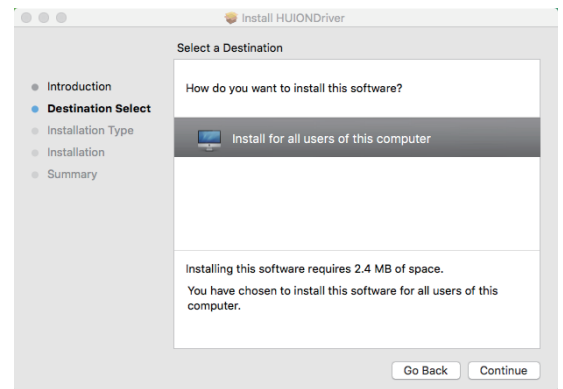 Install HUIONDriver
Select a Destination
Introduction
Destination Select
Installation Type
Installation
Summary
How do you want to install this software?
Install for all users of this computer
Installing this software requires 2.4 MB of space.
You have chosen to install this software for all users of this
computer.
Go Back
Continue